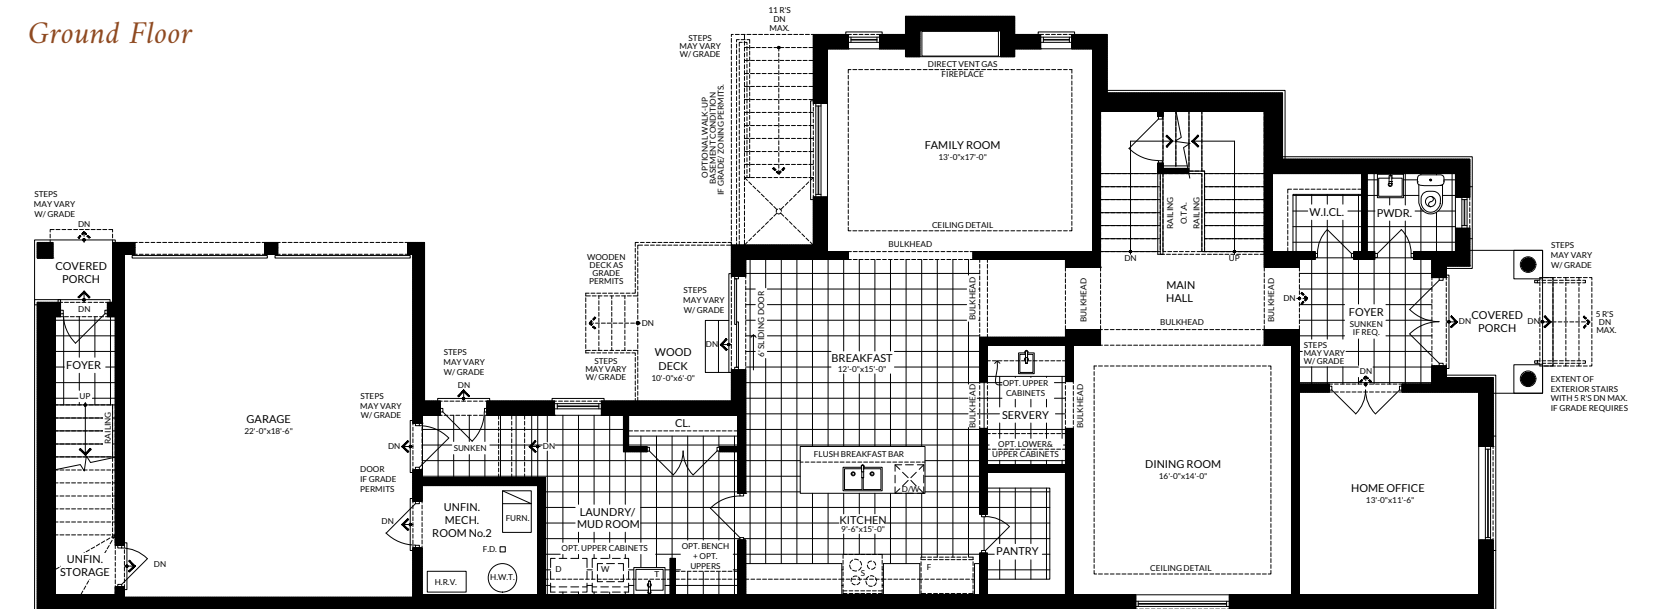 Ground Floor
11 R'S
DN
MAX.
STEPS
MAY VARY
W/ GRADE
OPTIONAL WALK-UP
BASEMENT CONDITION
IF GRADE/ ZONING PERMITS.
DIRECT VENT GAS
FIREPLACE
FAMILY ROOM
13'-0"x17'-0"
CEILING DETAIL
BULKHEAD
RAILING
O.T.A.
RAILING
DN
UP
W.I.CL.
PWDR.
STEPS
MAY VARY
W/ GRADE
DN
COVERED
PORCH
DN
FOYER
UP
RAILING
UNFIN.
STORAGE
DN
GARAGE
22'-0"x18'-6"
STEPS
MAY VARY
W/ GRADE
DN
STEPS
MAY VARY
W/ GRADE
DN
SUNKEN
DN
DOOR
IF GRADE
PERMITS
DN
UNFIN.
MECH.
ROOM No.2
FURN.
F.D.
H.R.V.
H.W.T.
WOODEN
DECK AS
GRADE
PERMITS
DN
STEPS
MAY VARY
W/ GRADE
STEPS
MAY VARY
W/ GRADE
DN
WOOD
DECK
10'-0"x6'-0"
6' SLIDING DOOR
CL.
LAUNDRY/
MUD ROOM
OPT. UPPER CABINETS
D
W
T
OPT. BENCH
+ OPT.
UPPERS
BREAKFAST
12'-0"x15'-0"
FLUSH BREAKFAST BAR
D/W
KITCHEN
9'-6"x15'-0"
S
F
BULKHEAD
BULKHEAD
OPT. UPPER
CABINETS
SERVERY
OPT. LOWER&
UPPER CABINETS
BULKHEAD
PANTRY
BULKHEAD
MAIN
HALL
BULKHEAD
BULKHEAD
DN
FOYER
SUNKEN
IF REQ.
STEPS
MAY VARY
W/ GRADE
DN
DN
COVERED
PORCH
DN
STEPS
MAY VARY
W/ GRADE
5 R'S
DN
MAX.
EXTENT OF
EXTERIOR STAIRS
WITH 5 R'S DN MAX.
IF GRADE REQUIRES
DINING ROOM
16'-0"x14'-0"
CEILING DETAIL
HOME OFFICE
13'-0"x11'-6"